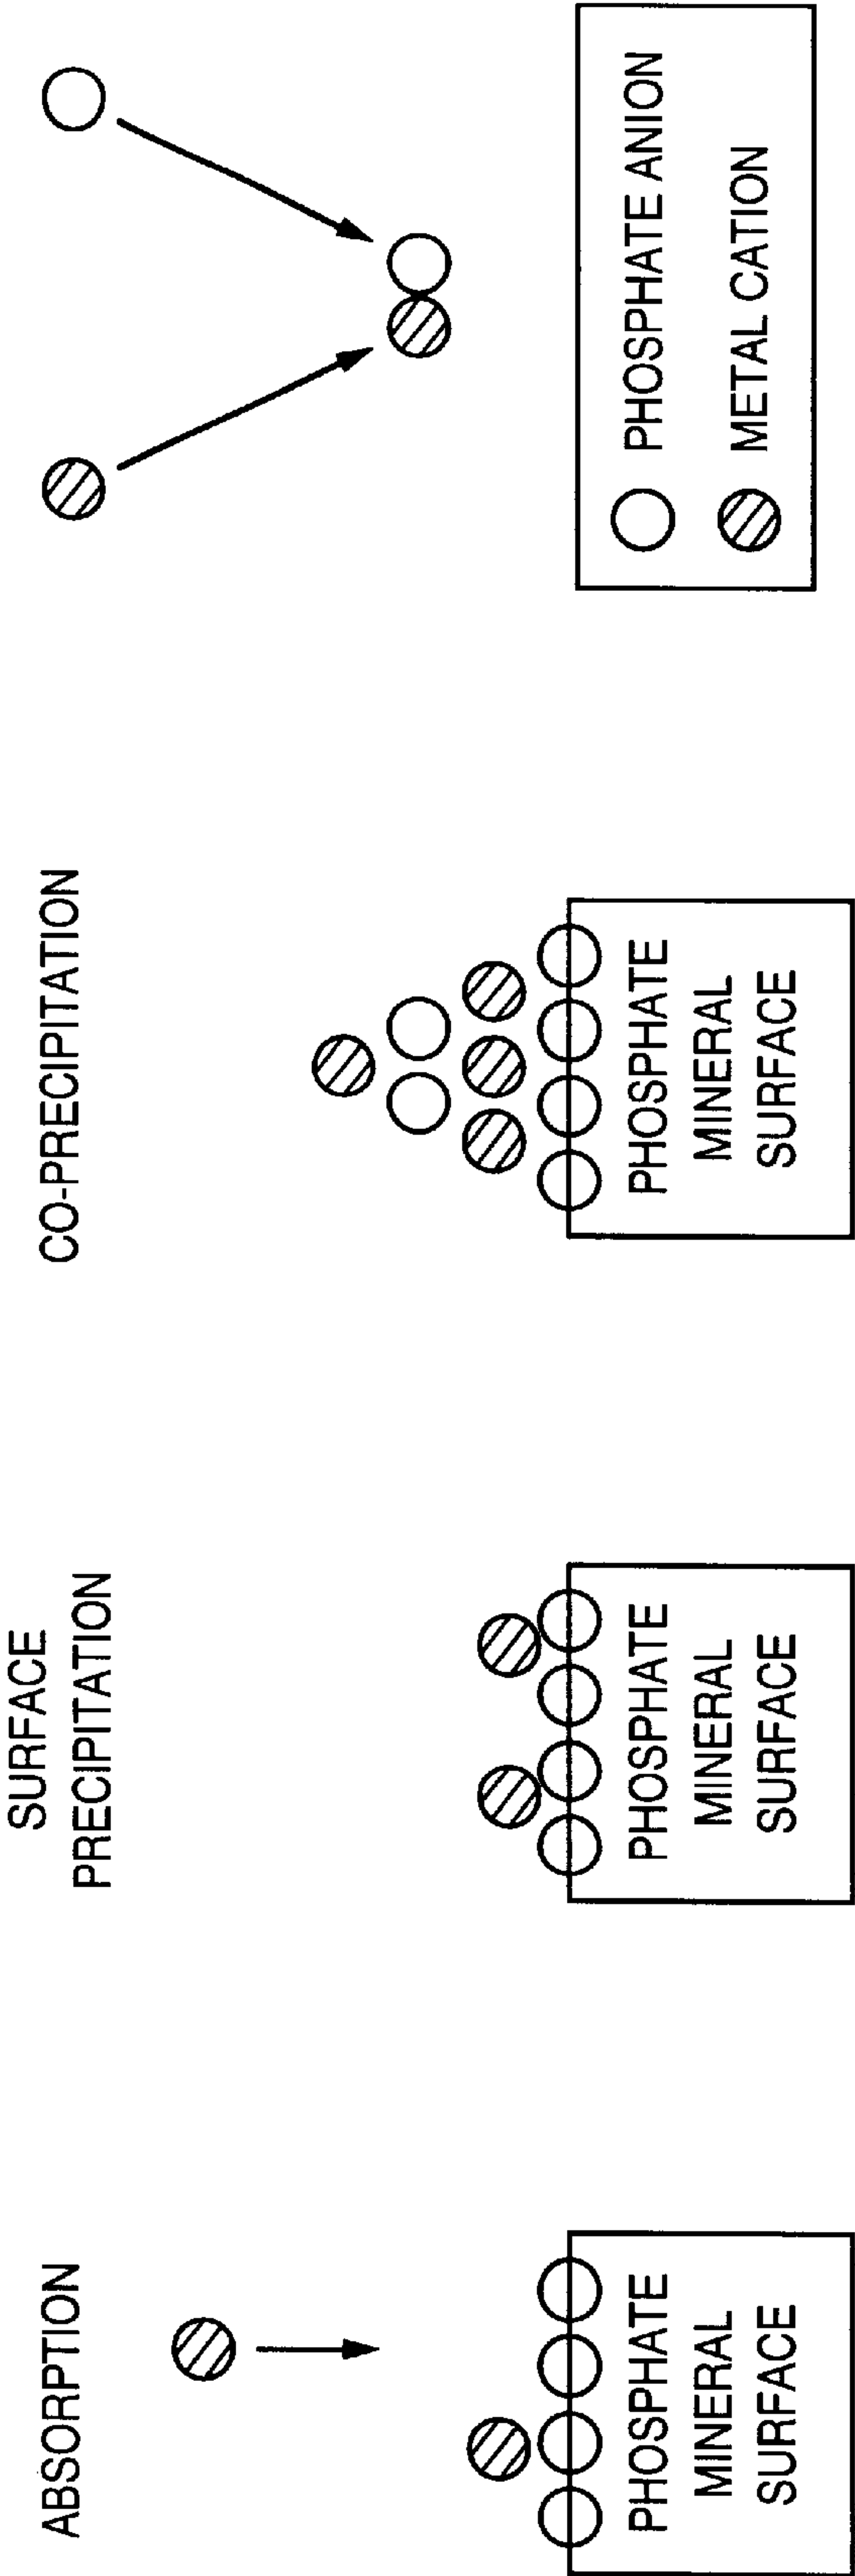 ABSORPTION
PHOSPHATE
MINERAL
SURFACE
SURFACE
PRECIPITATION
PHOSPHATE
MINERAL
SURFACE
CO-PRECIPITATION
PHOSPHATE
MINERAL
SURFACE
PHOSPHATE ANION
METAL CATION